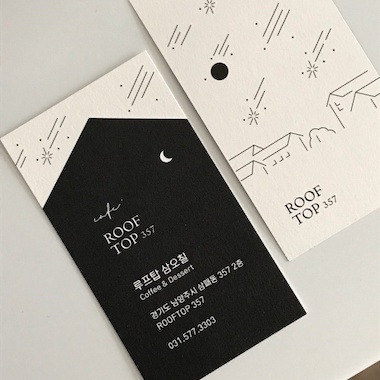 cafe
ROOF
TOP 357
루프탑 삼오칠
Coffee & Dessert
경기도 남양주시 삼패동 357 2층
ROOFTOP 357
031.577.3303
ROOF
TOP 357